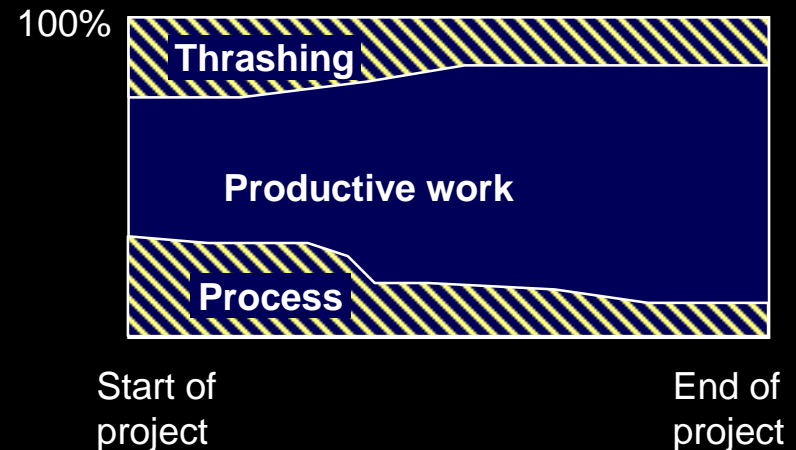 100%
Thrashing
Productive work
Process
Start of
project
End of
project